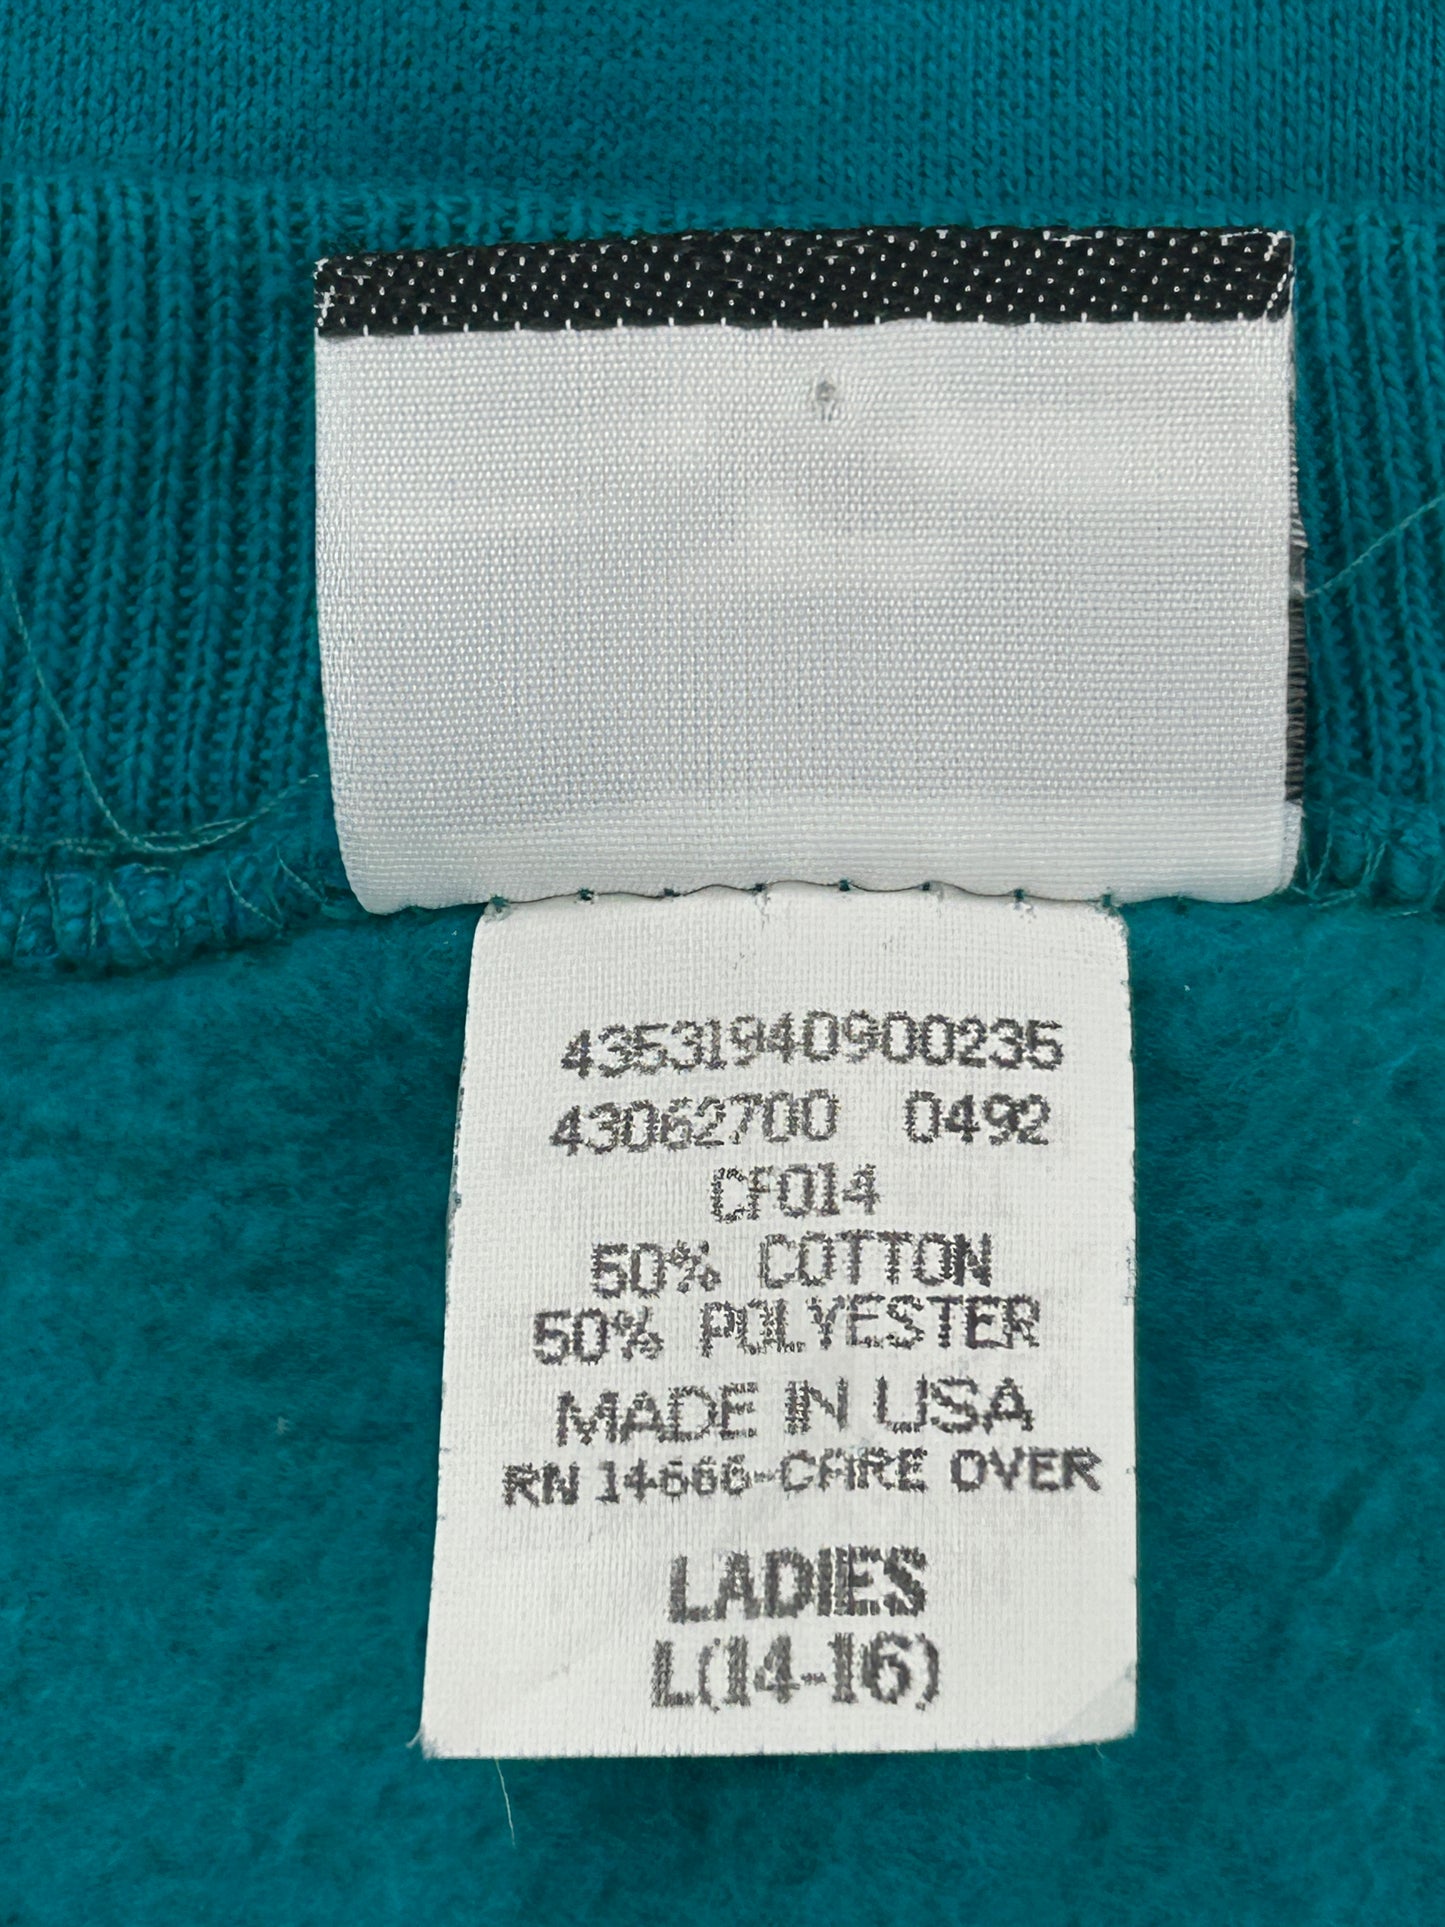 43531940900235
43062700 0492
CF014
50% COTTON
50% POLYESTER
MADE IN USA
RN 14666-CARE OVER
LADIES
L(14-16)